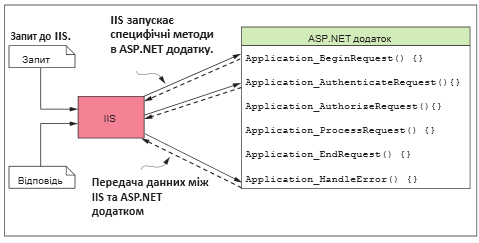 Запит до IIS.
Запит
IIS запускає
специфічні методи
в ASP.NET додатку.
IIS
Відповідь
Передача данних між
IIS та ASP.NET
додатком
ASP.NET додаток
Application_BeginRequest() {}
Application_AuthenticateRequest(){}
Application_AuthorizeRequest(){}
Application_ProcessRequest() {}
Application_EndRequest() {}
Application_HandleError() {}